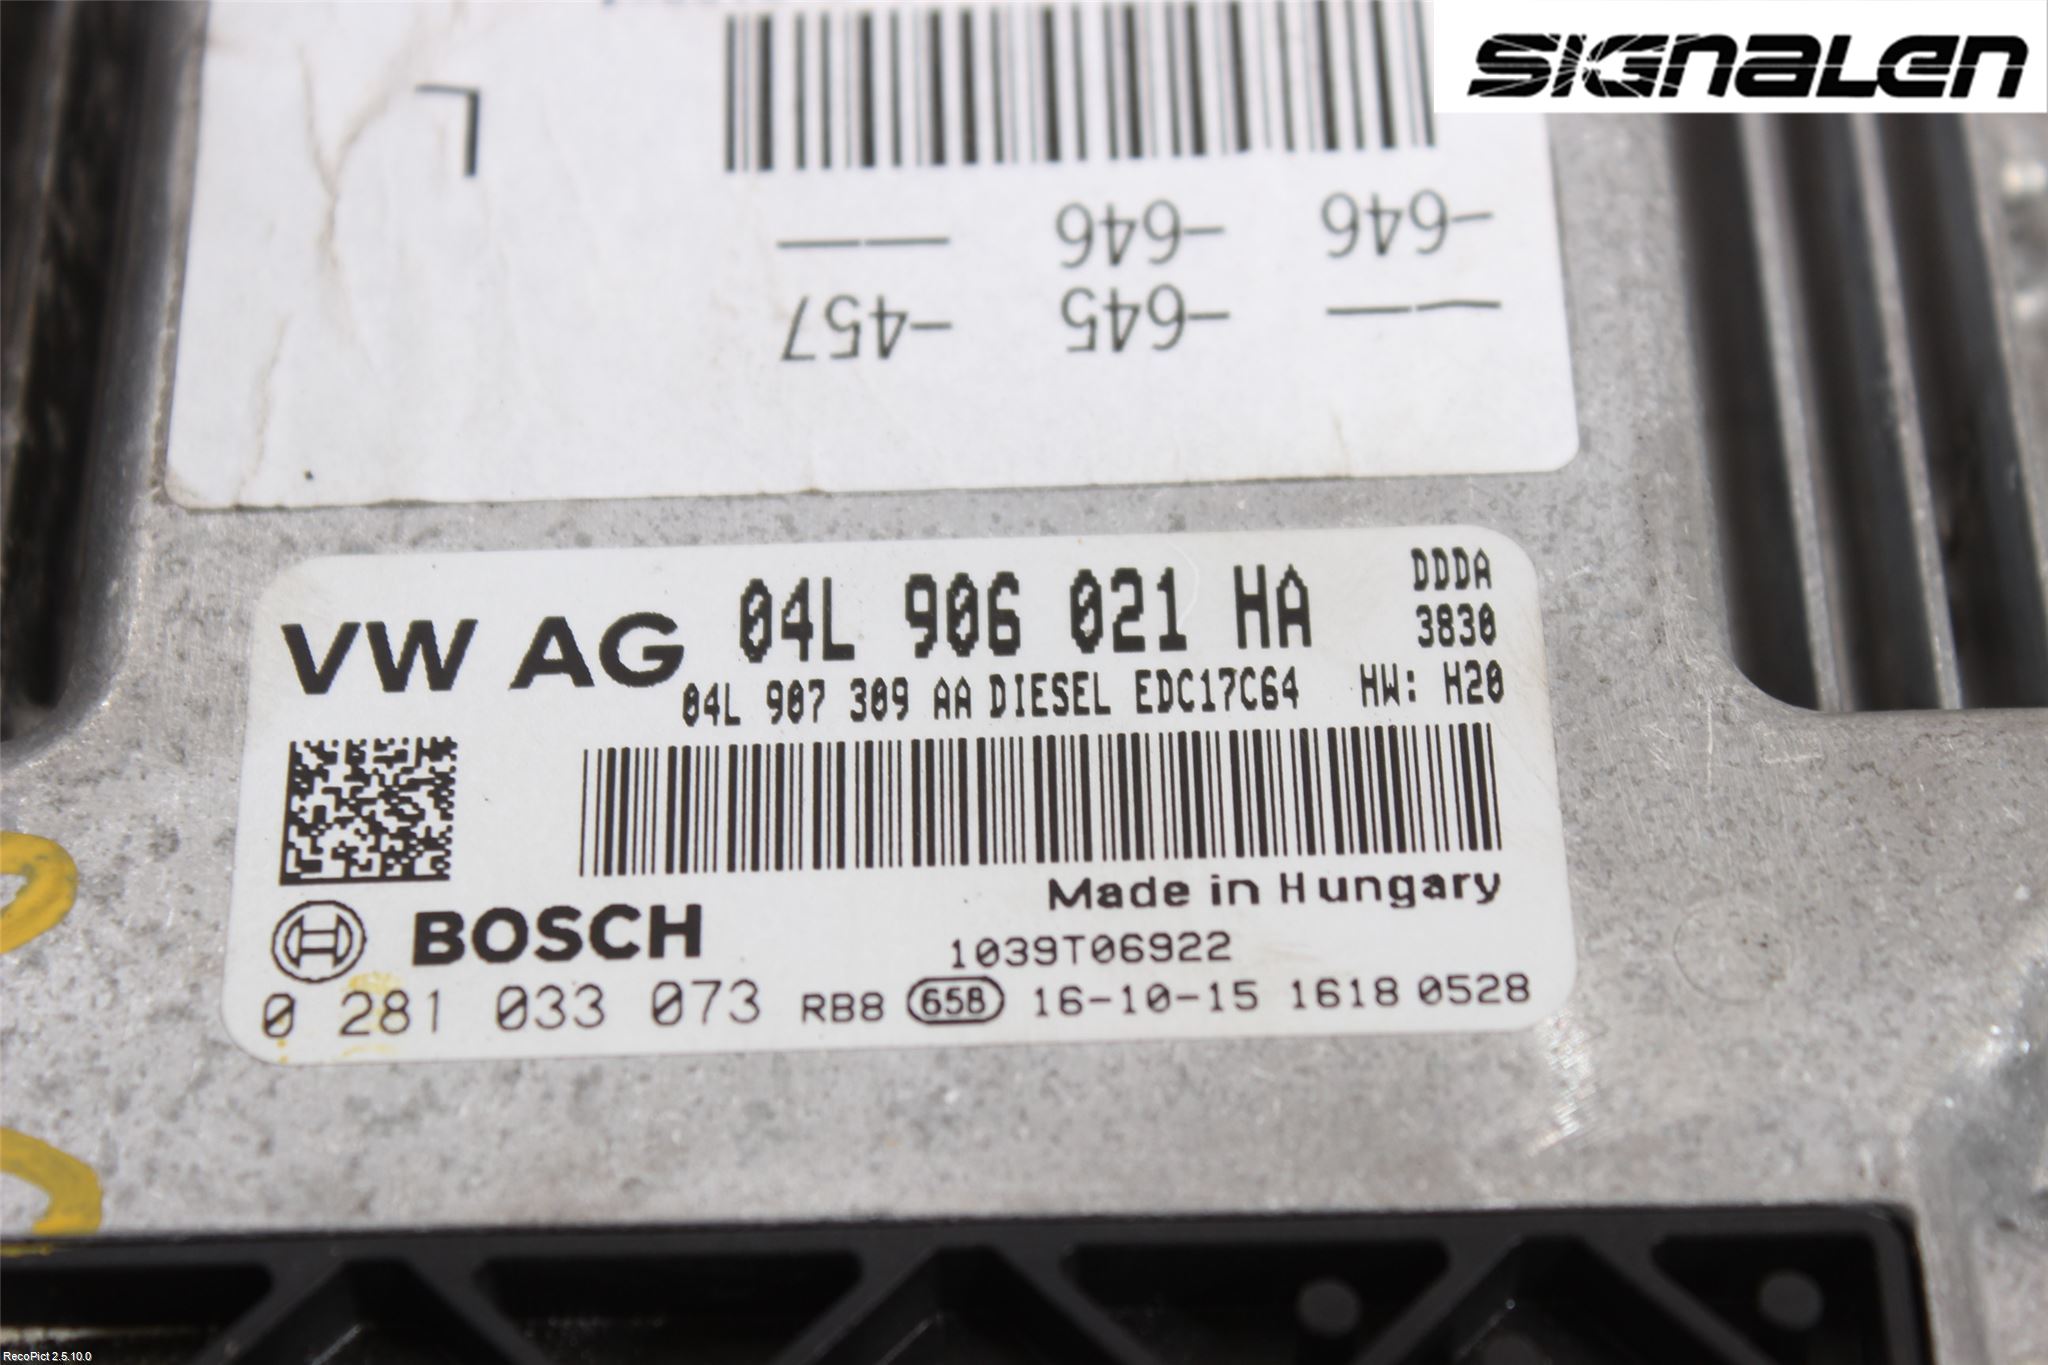 SIGNALEN
L
-646 -646 --
-- -645 -457
VW AG 04L 906 021 HA DDDA
3830
04L 907 309 AA DIESEL EDC17C64 HW: H20
Made in Hungary
BOSCH 1039T06922
0 281 033 073 RB8 658 16-10-15 1618 0528
RecoPict 2.5.10.0